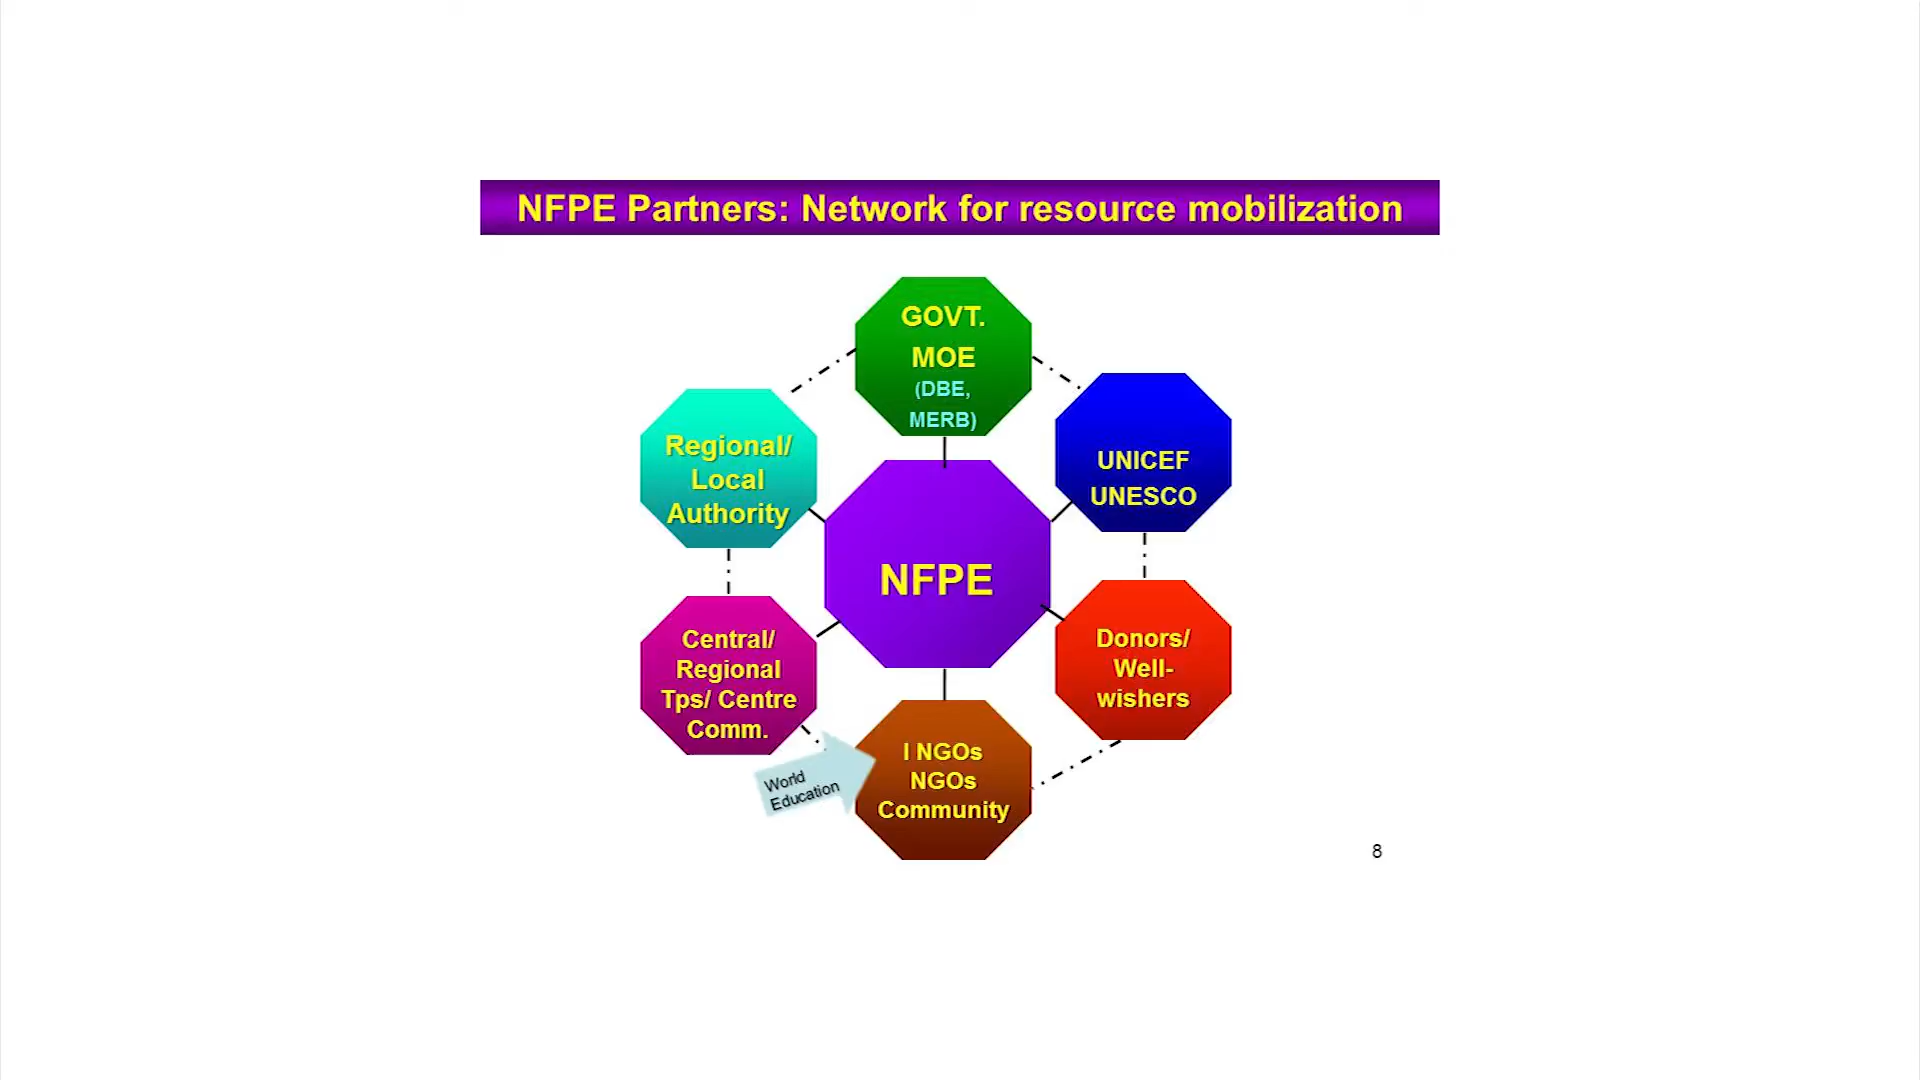 NFPE Partners: Network for resource mobilization
GOVT.
MOE
(DBE,
MERB)
Regional/
Local
Authority
UNICEF
UNESCO
NFPE
Central/
Regional
Tps/ Centre
Comm.
Donors/
Well-
wishers
World
Education
I NGOs
NGOs
Community
8